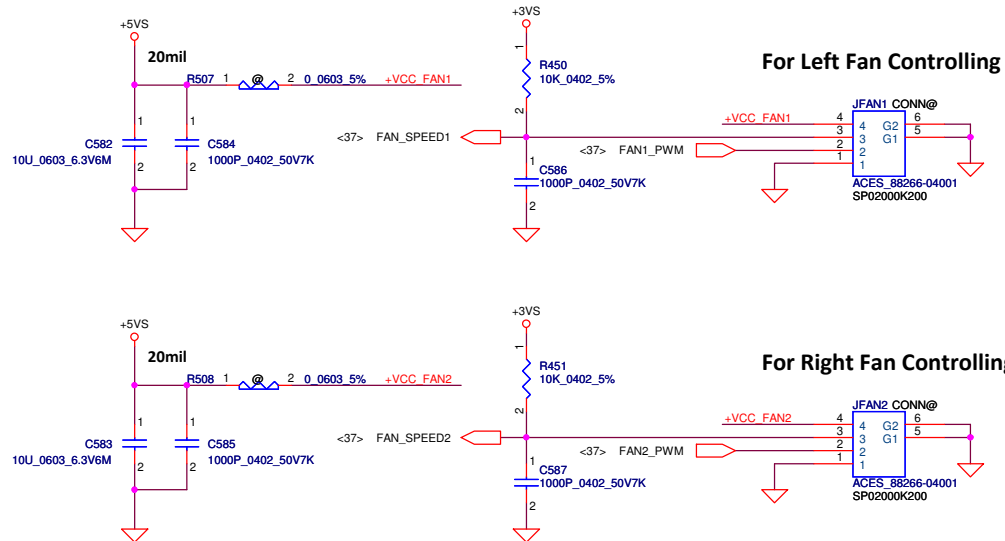 +5VS
20mil
R507 1 @ 2 0_0603_5% +VCC_FAN1
1
C582
10U_0603_6.3V6M
2
1
C584
1000P_0402_50V7K
2
+3VS
1
R450
10K_0402_5%
2
<37> FAN_SPEED1
<37> FAN1_PWM
1
C586
1000P_0402_50V7K
2
For Left Fan Controlling
JFAN1 CONN@
+VCC_FAN1
4 4 G2 6
3 3 G1 5
2 2
1 1
ACES_88266-04001
SP02000K200
+5VS
20mil
R508 1 @ 2 0_0603_5% +VCC_FAN2
1
C583
10U_0603_6.3V6M
2
1
C585
1000P_0402_50V7K
2
+3VS
1
R451
10K_0402_5%
2
<37> FAN_SPEED2
<37> FAN2_PWM
1
C587
1000P_0402_50V7K
2
For Right Fan Controlling
JFAN2 CONN@
+VCC_FAN2
4 4 G2 6
3 3 G1 5
2 2
1 1
ACES_88266-04001
SP02000K200